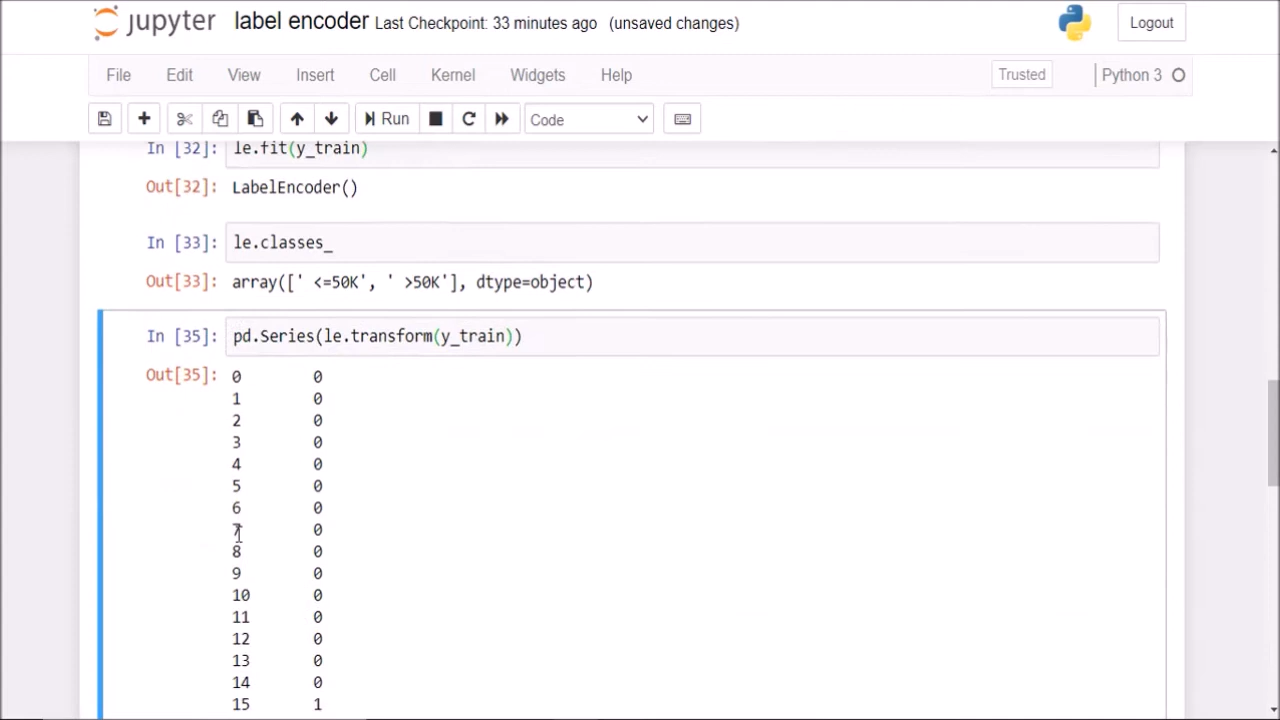 jupyter label encoder Last Checkpoint: 33 minutes ago (unsaved changes) Logout
File Edit View Insert Cell Kernel Widgets Help Trusted Python 3
Run Code
In [32]: le.fit(y_train)
Out[32]: LabelEncoder()
In [33]: le.classes_
Out[33]: array([' <=50K', ' >50K'], dtype=object)
In [35]: pd.Series(le.transform(y_train))
Out[35]: 0 0
1 0
2 0
3 0
4 0
5 0
6 0
7 0
8 0
9 0
10 0
11 0
12 0
13 0
14 0
15 1